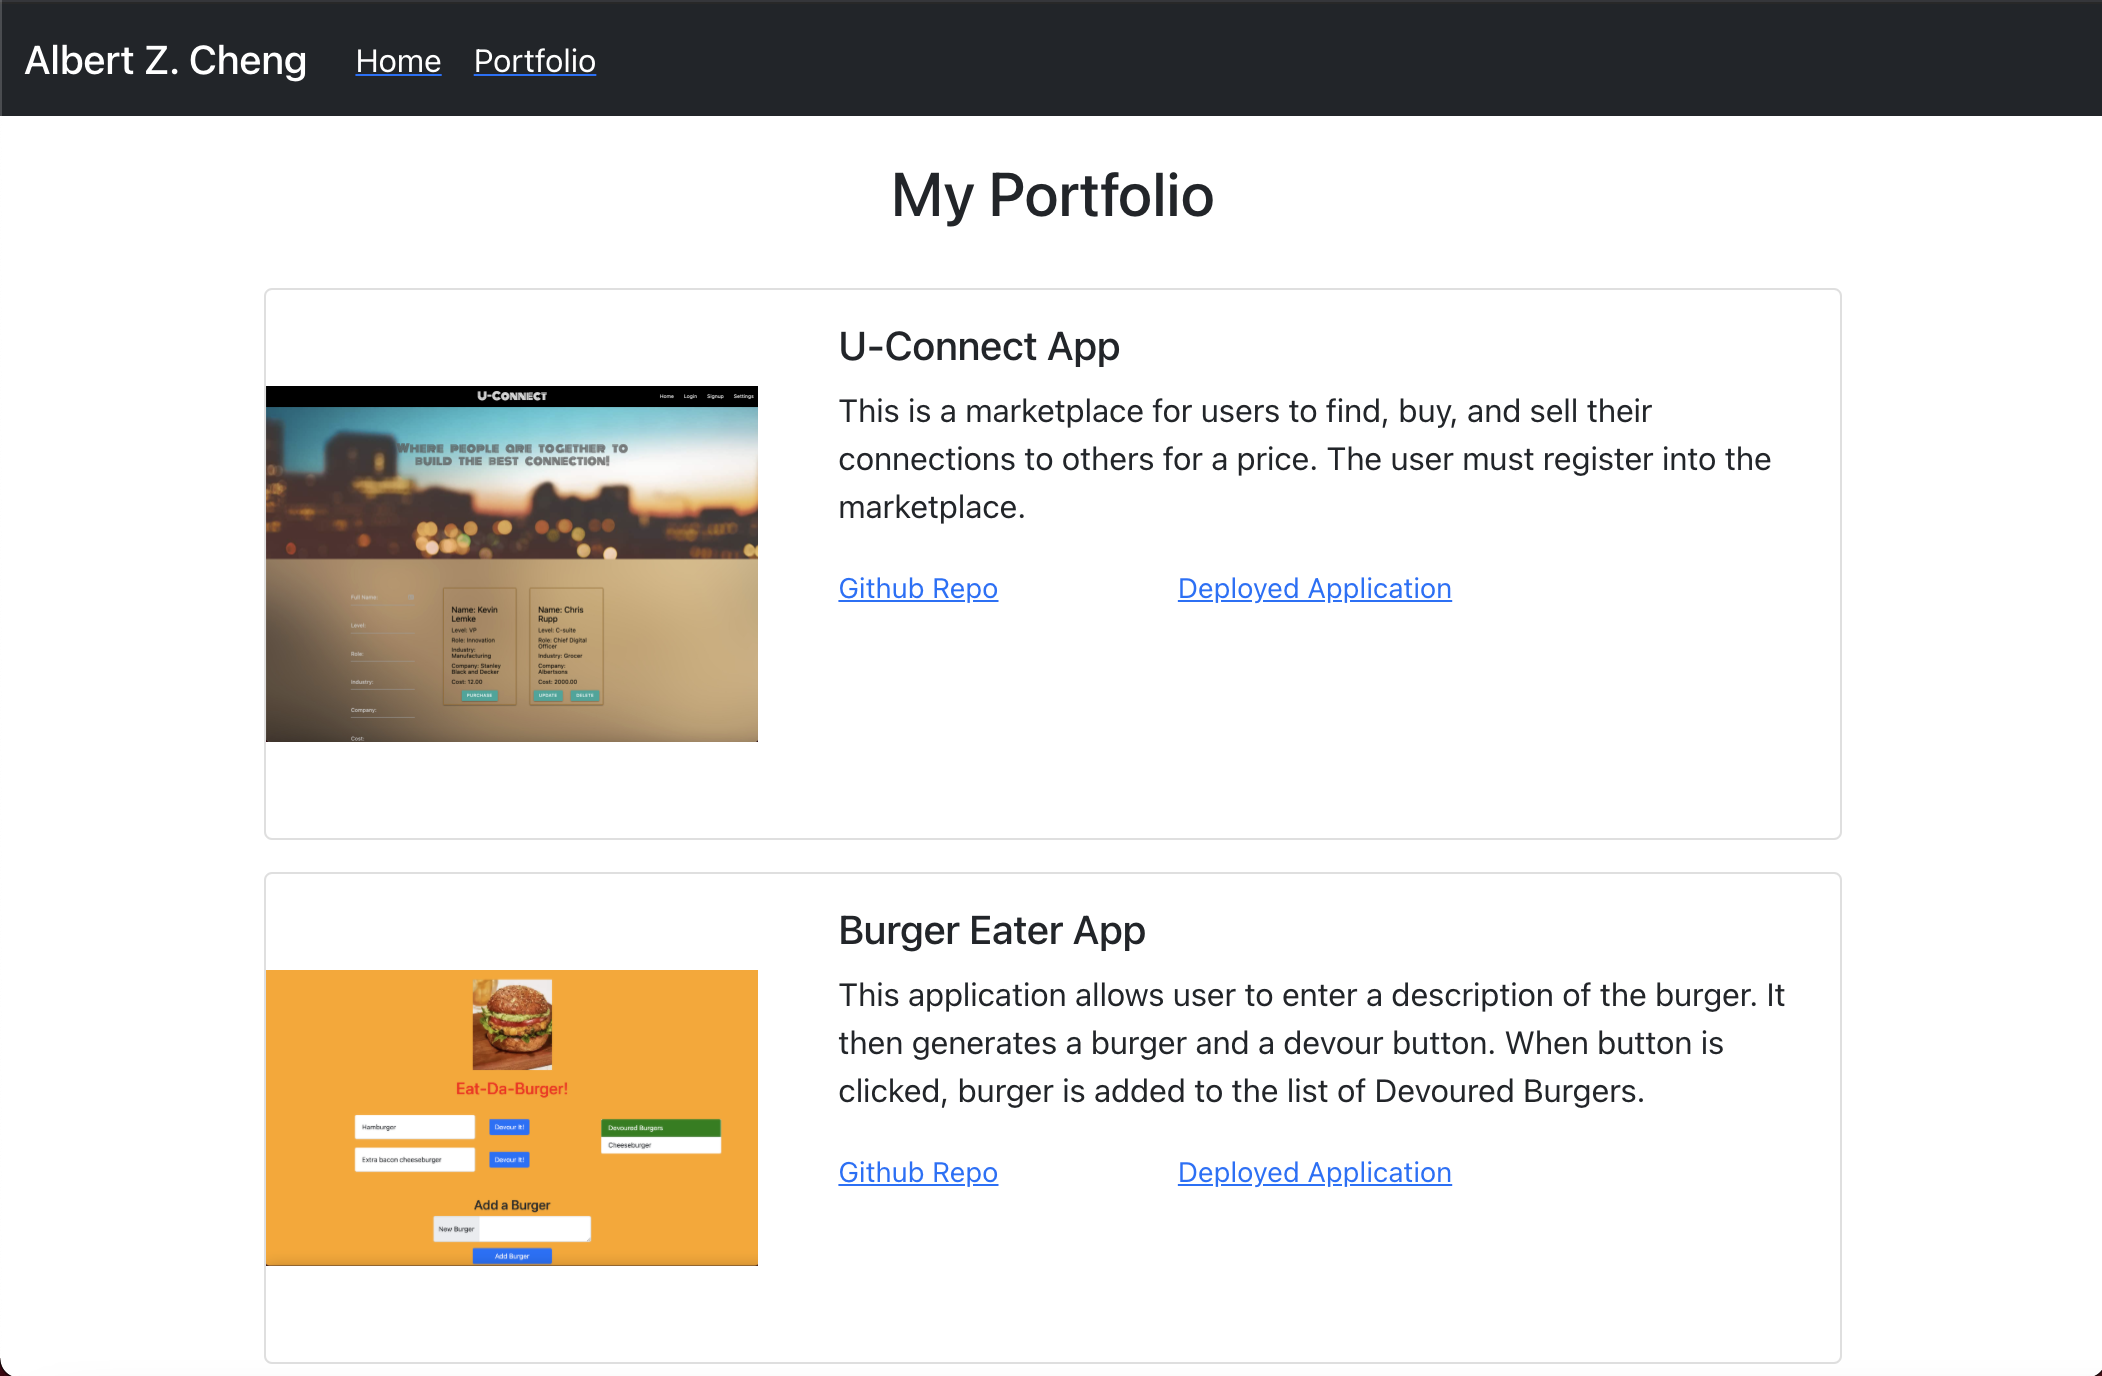 Albert Z. Cheng Home Portfolio
My Portfolio
U-CONNECT Home Login Signup Settings
WHERE PEOPLE ARE TOGETHER TO
BUILD THE BEST CONNECTION!
Full Name
Level:
Role:
Industry:
Company:
Cost:
Name: Kevin
Lemke
Level: VP
Role: Innovation
Industry:
Manufacturing
Company: Stanley
Black and Decker
Cost: 12.00
PURCHASE
Name: Chris
Rupp
Level: C-suite
Role: Chief Digital
Officer
Industry: Grocer
Company:
Albertsons
Cost: 2000.00
UPDATE DELETE
U-Connect App
This is a marketplace for users to find, buy, and sell their
connections to others for a price. The user must register into the
marketplace.
Github Repo Deployed Application
Eat-Da-Burger!
Hamburger Devour It!
Extra bacon cheeseburger Devour It!
Devoured Burgers
Cheeseburger
Add a Burger
New Burger
Add Burger
Burger Eater App
This application allows user to enter a description of the burger. It
then generates a burger and a devour button. When button is
clicked, burger is added to the list of Devoured Burgers.
Github Repo Deployed Application